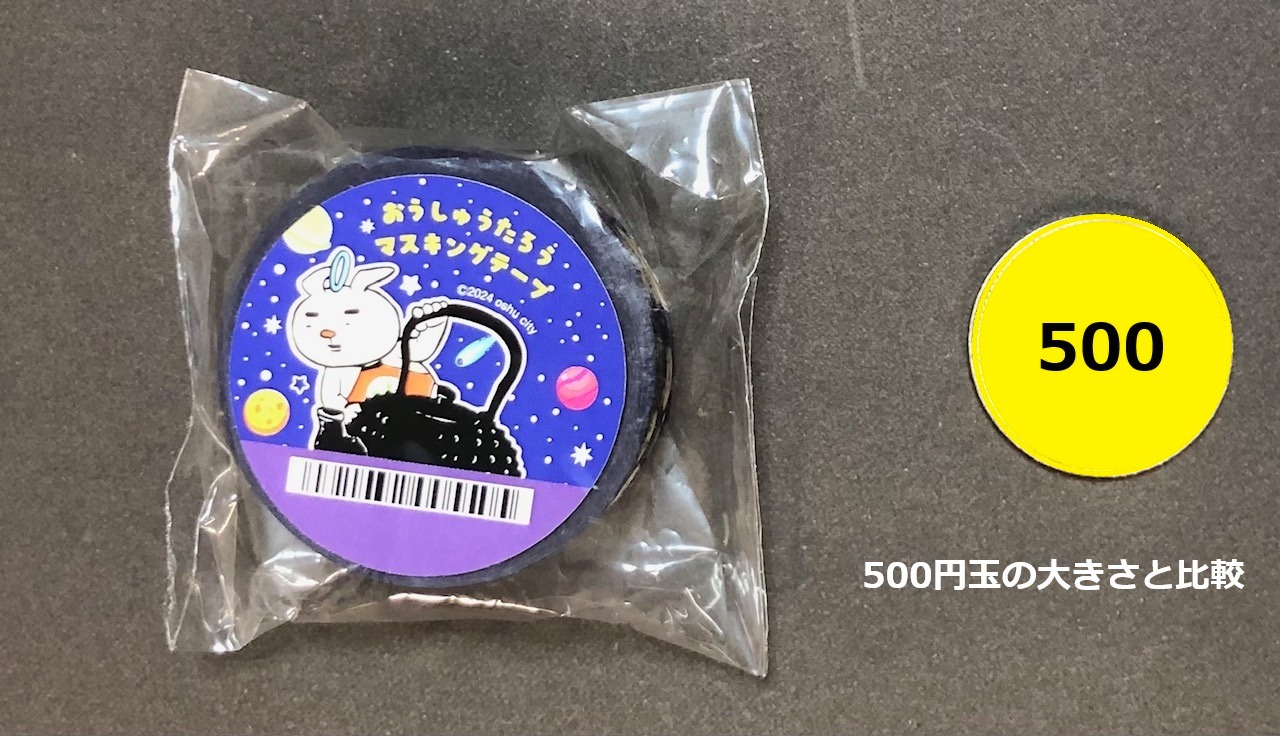 おうしゅうたろう
マスキングテープ
©2024 oshu city
500
500円玉の大きさと比較